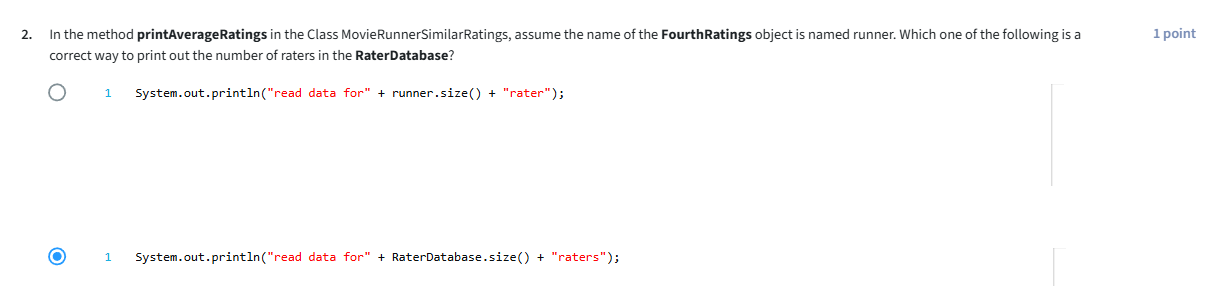 2. In the method printAverageRatings in the Class MovieRunnerSimilarRatings, assume the name of the FourthRatings object is named runner. Which one of the following is a 1 point
correct way to print out the number of raters in the RaterDatabase?
1 System.out.println("read data for" + runner.size() + "rater");
1 System.out.println("read data for" + RaterDatabase.size() + "raters");